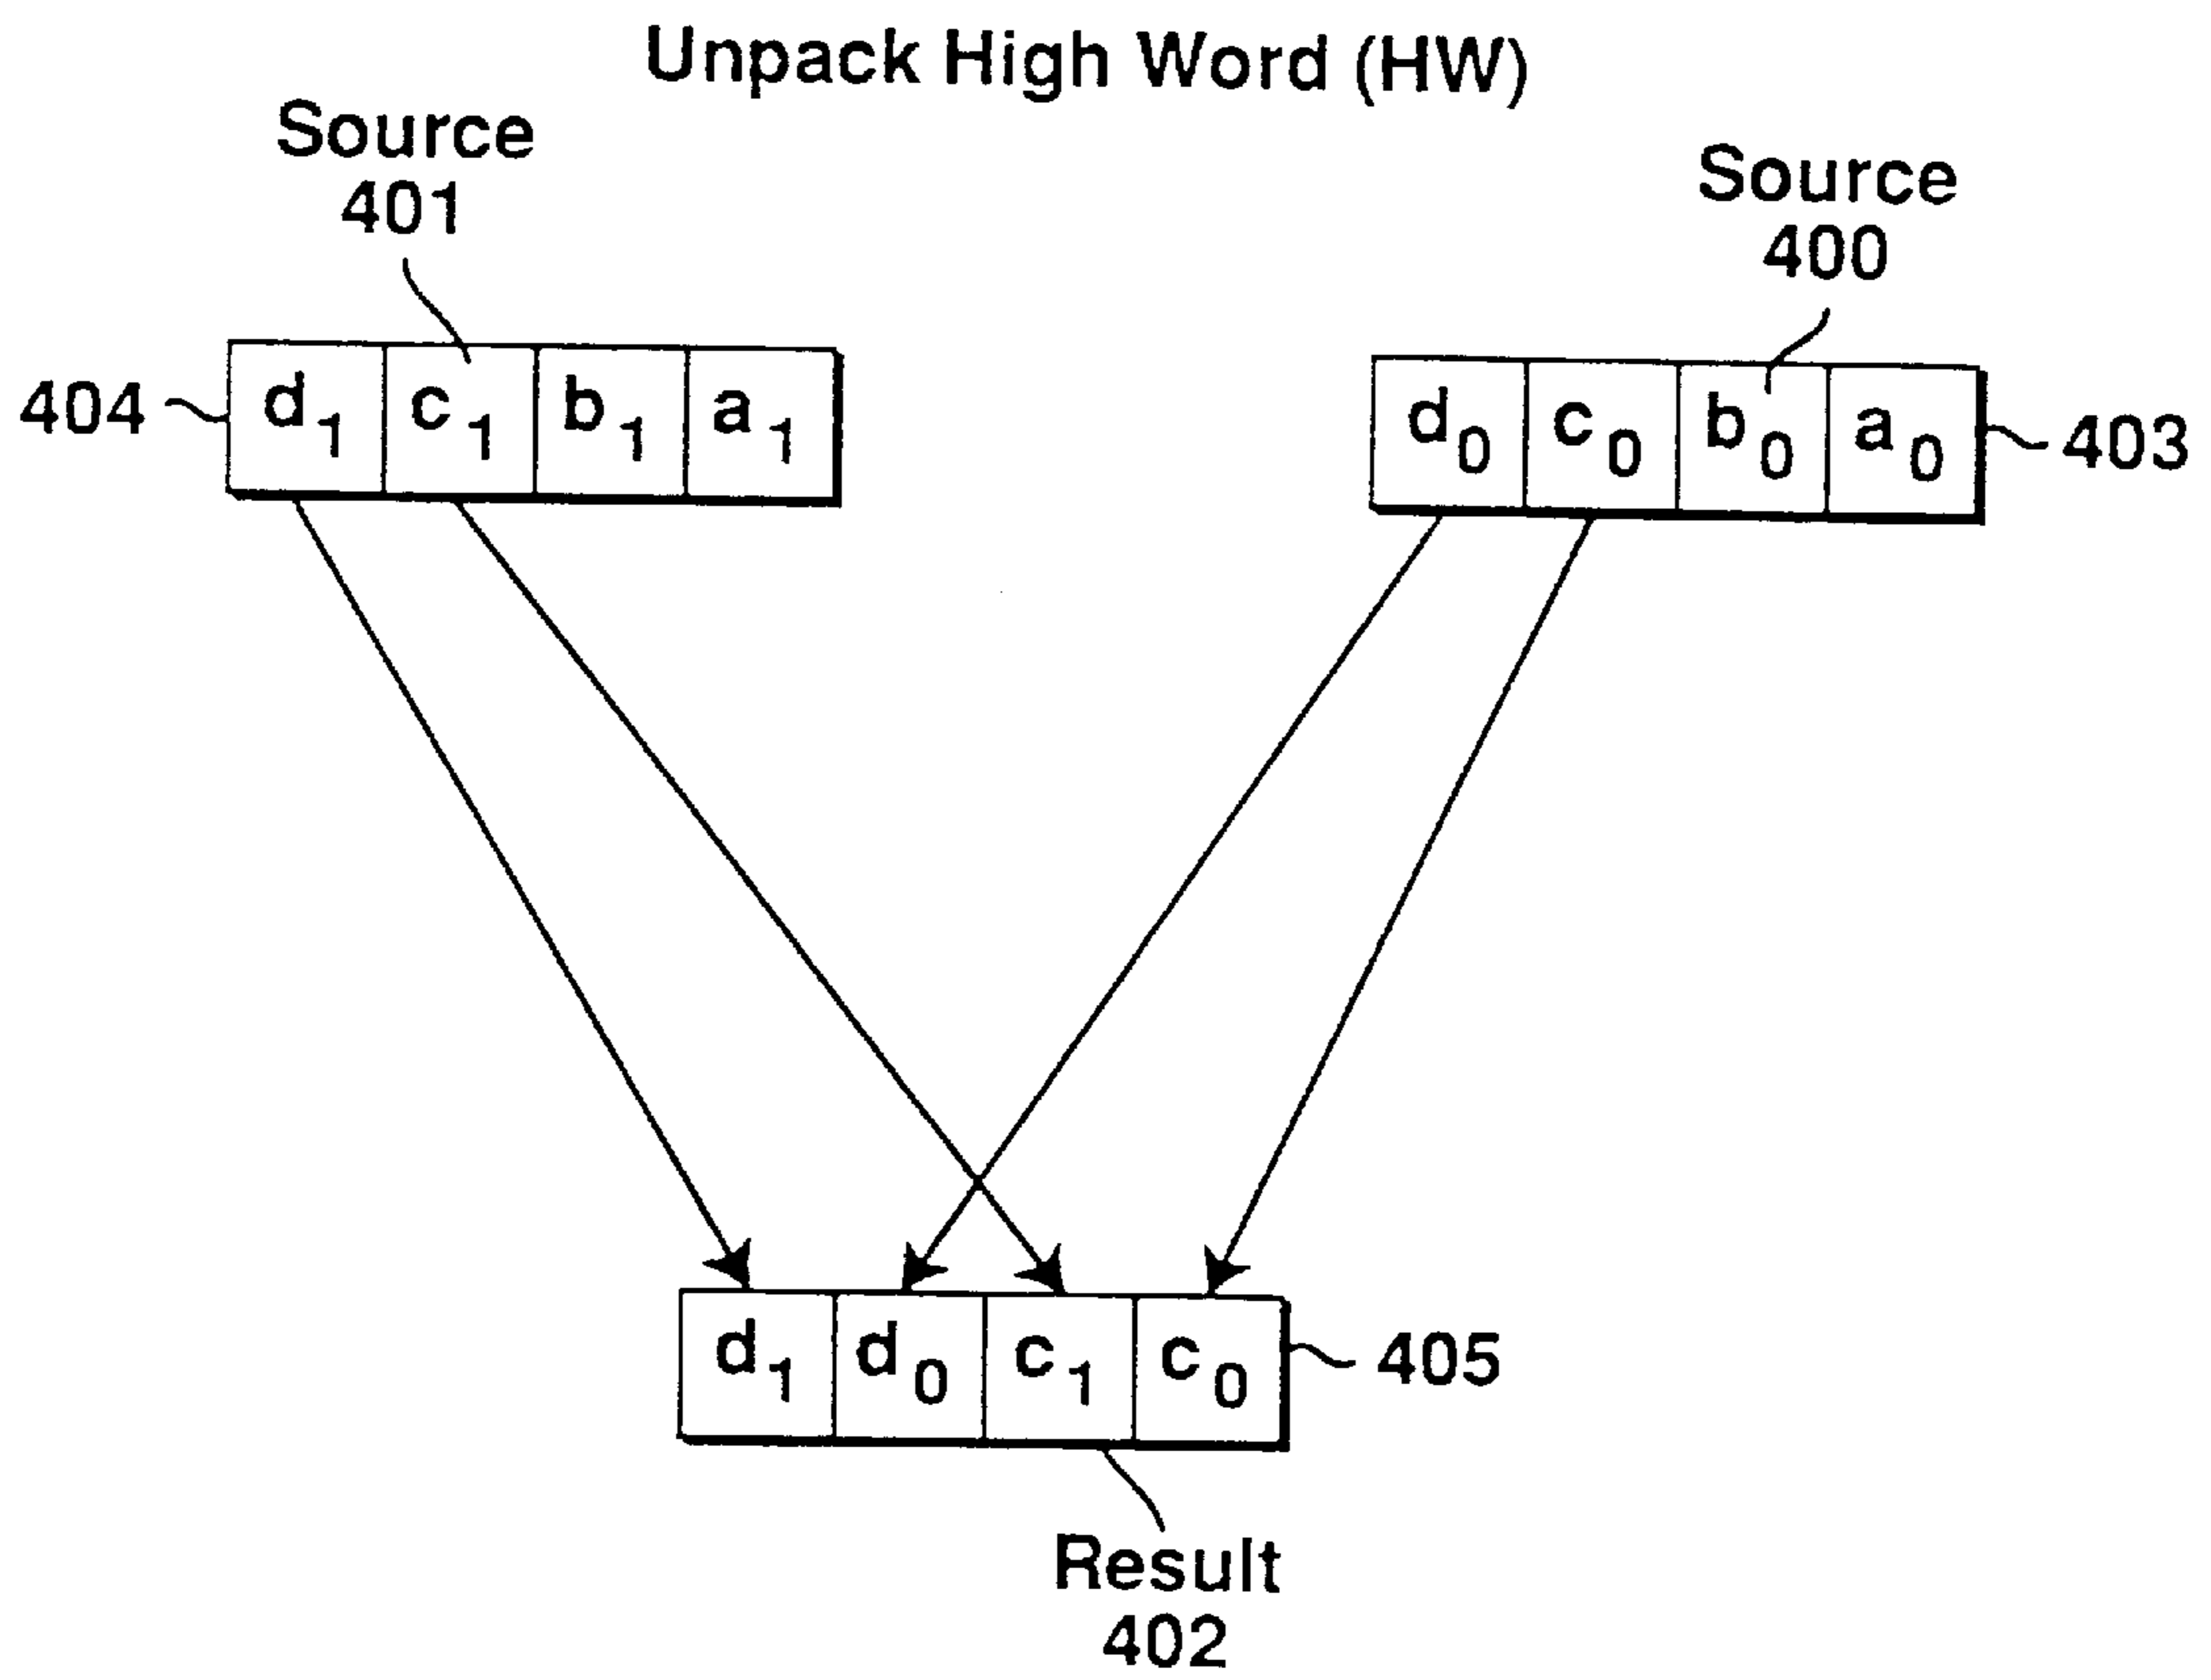 Unpack High Word (HW)
Source
401
Source
400
404
d1 c1 b1 a1
d0 c0 b0 a0
403
d1 d0 c1 c0
405
Result
402